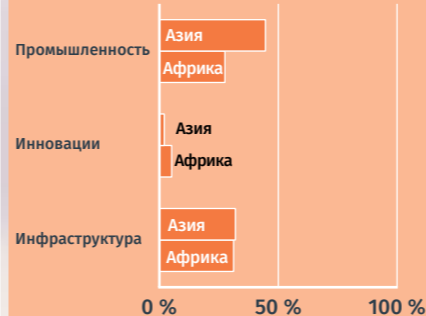 Промышленность
Азия
Африка
Инновации
Азия
Африка
Инфраструктура
Азия
Африка
0 % 50 % 100 %